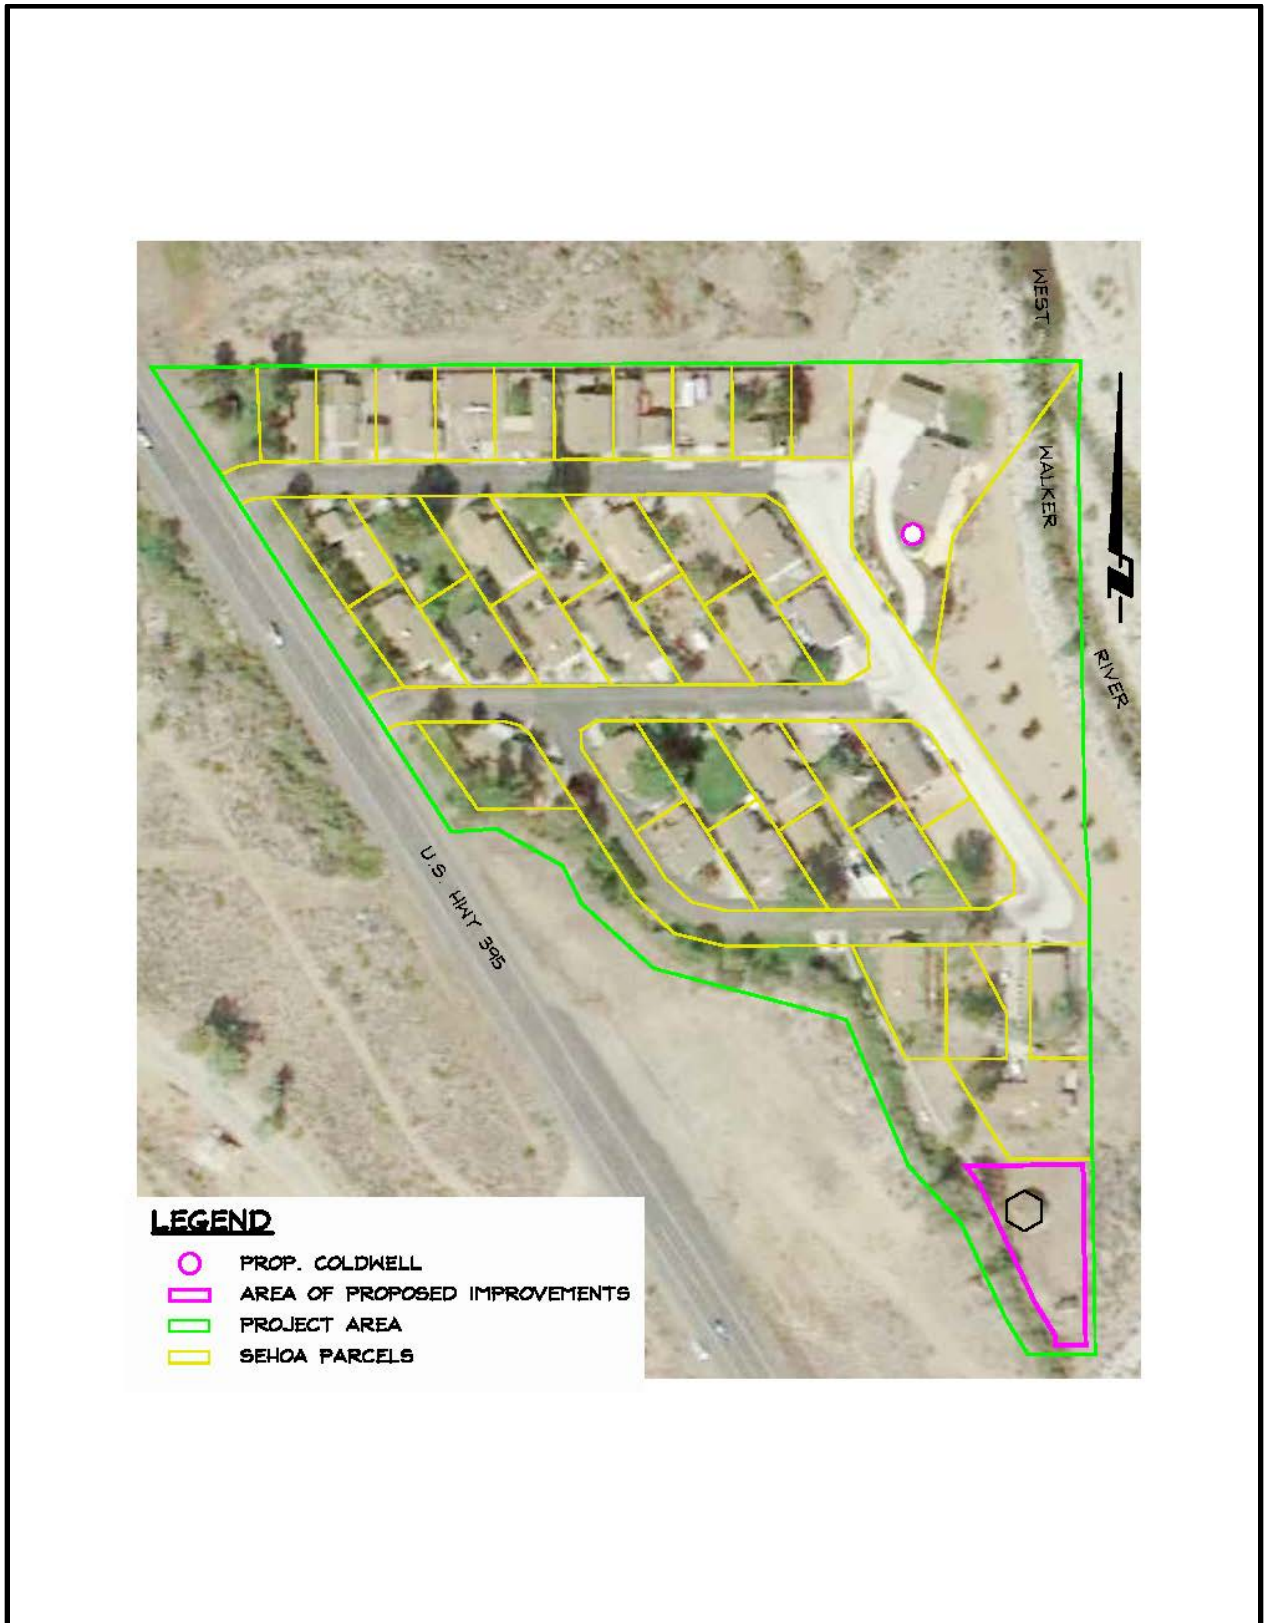 WEST
WALKER
N
RIVER
U.S. HWY 395
LEGEND
PROP. COLDWELL
AREA OF PROPOSED IMPROVEMENTS
PROJECT AREA
SEHOA PARCELS